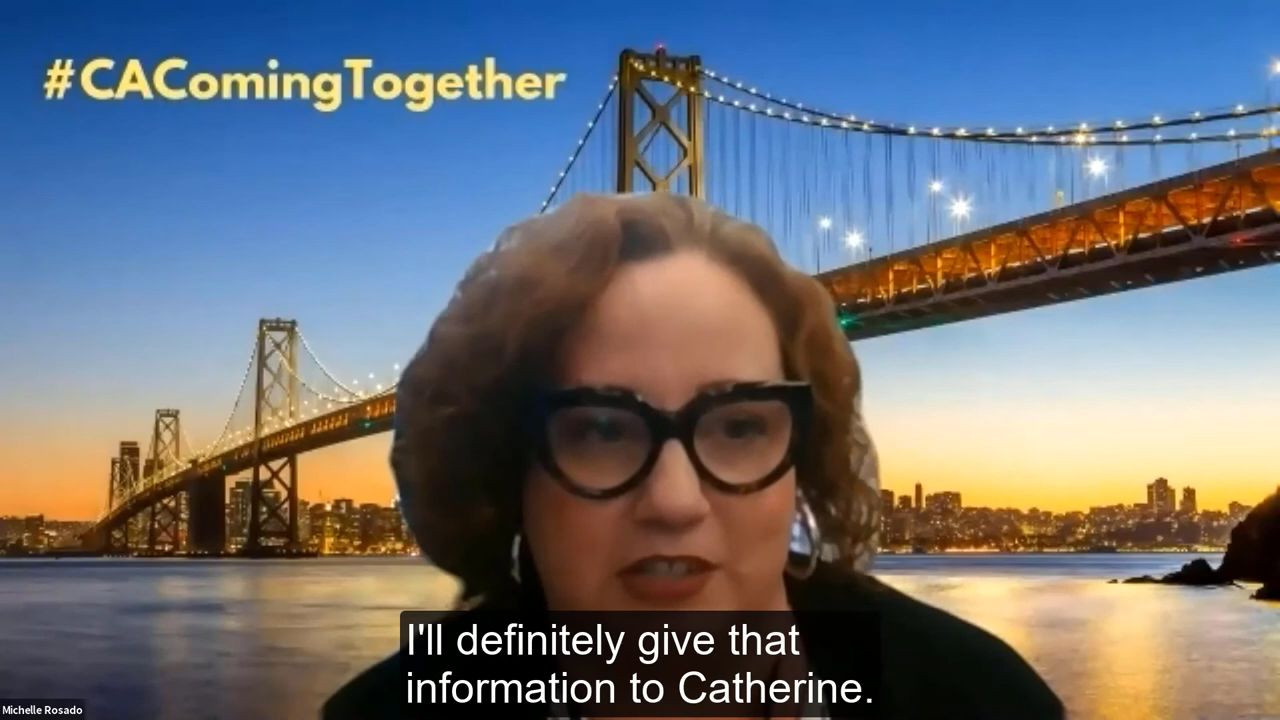 #CAComingTogether
I'll definitely give that
information to Catherine.
Michelle Rosado